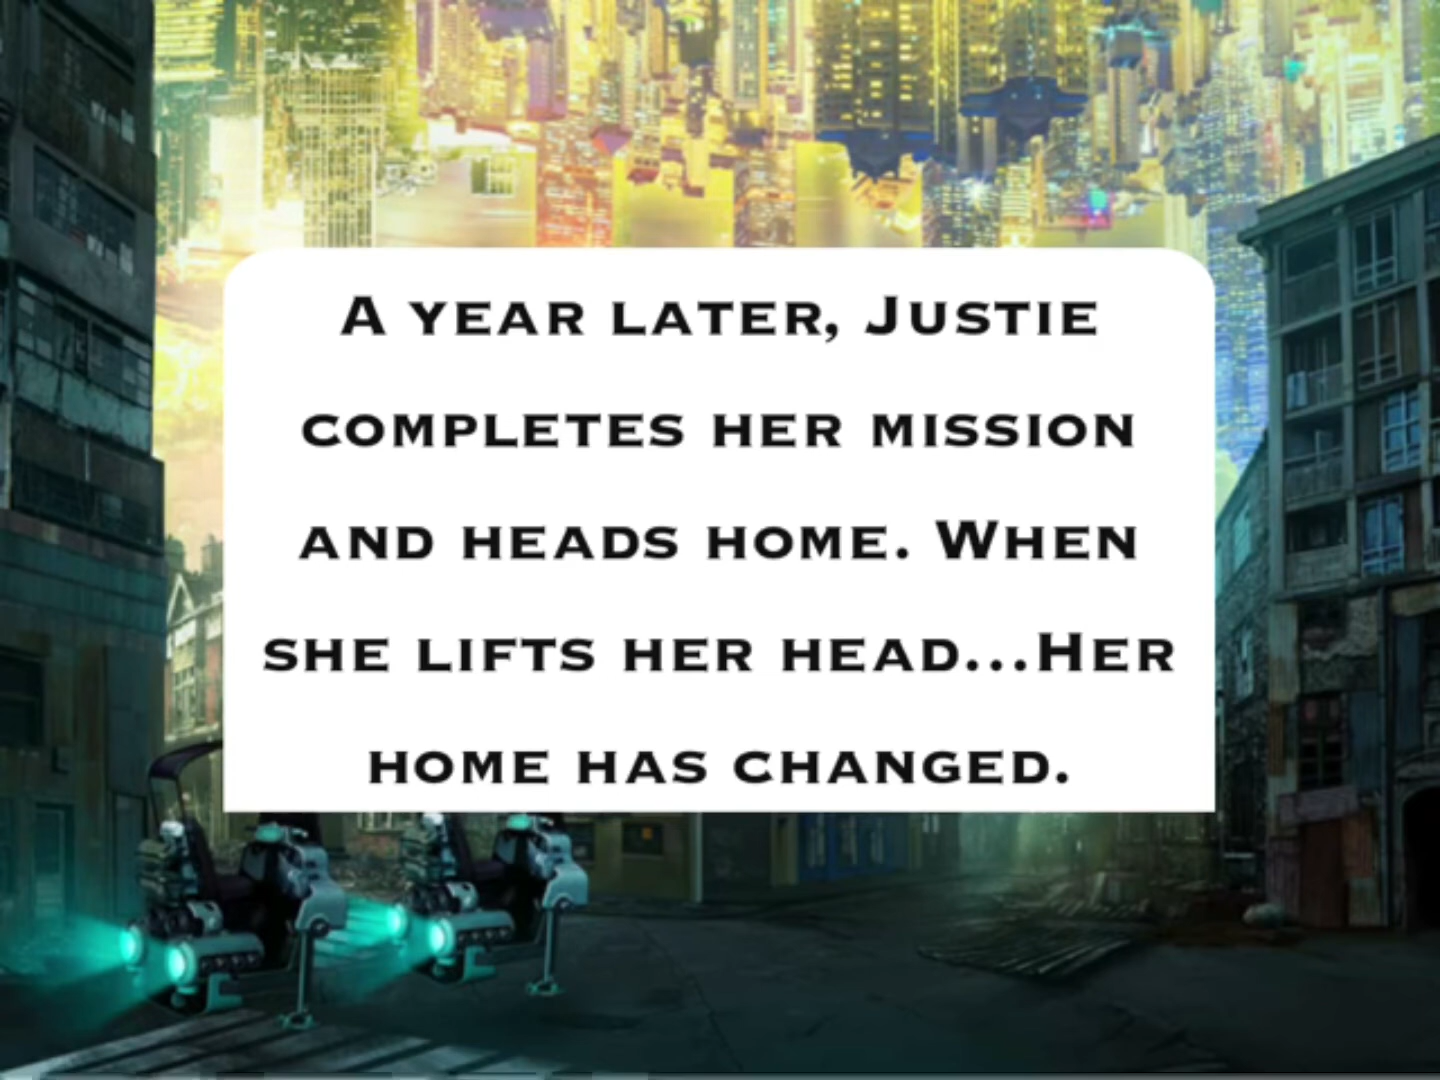 A year later, Justie
completes her mission
and heads home. When
she lifts her head...Her
home has changed.